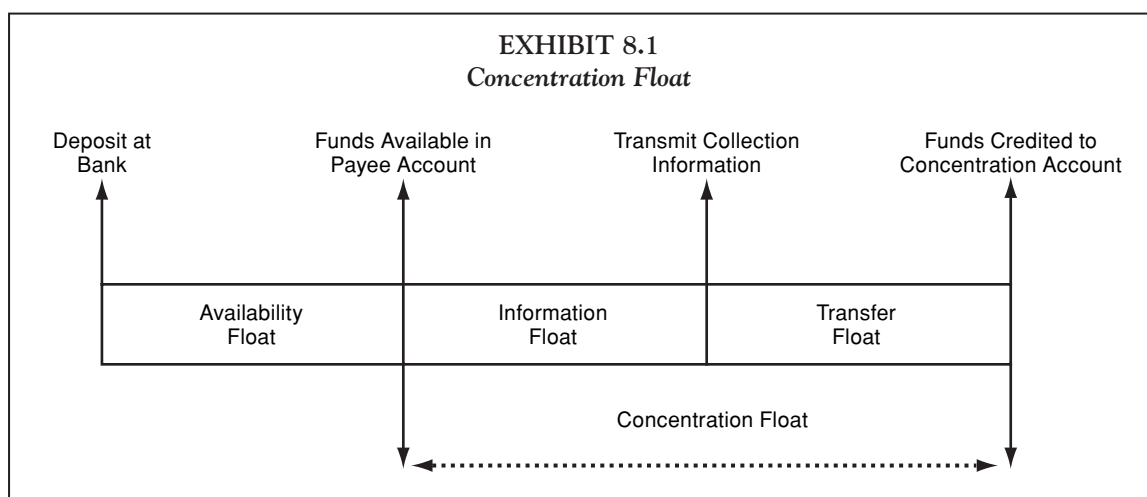 EXHIBIT 8.1
Concentration Float
Deposit at
Bank
Funds Available in
Payee Account
Transmit Collection
Information
Funds Credited to
Concentration Account
Availability
Float
Information
Float
Transfer
Float
Concentration Float